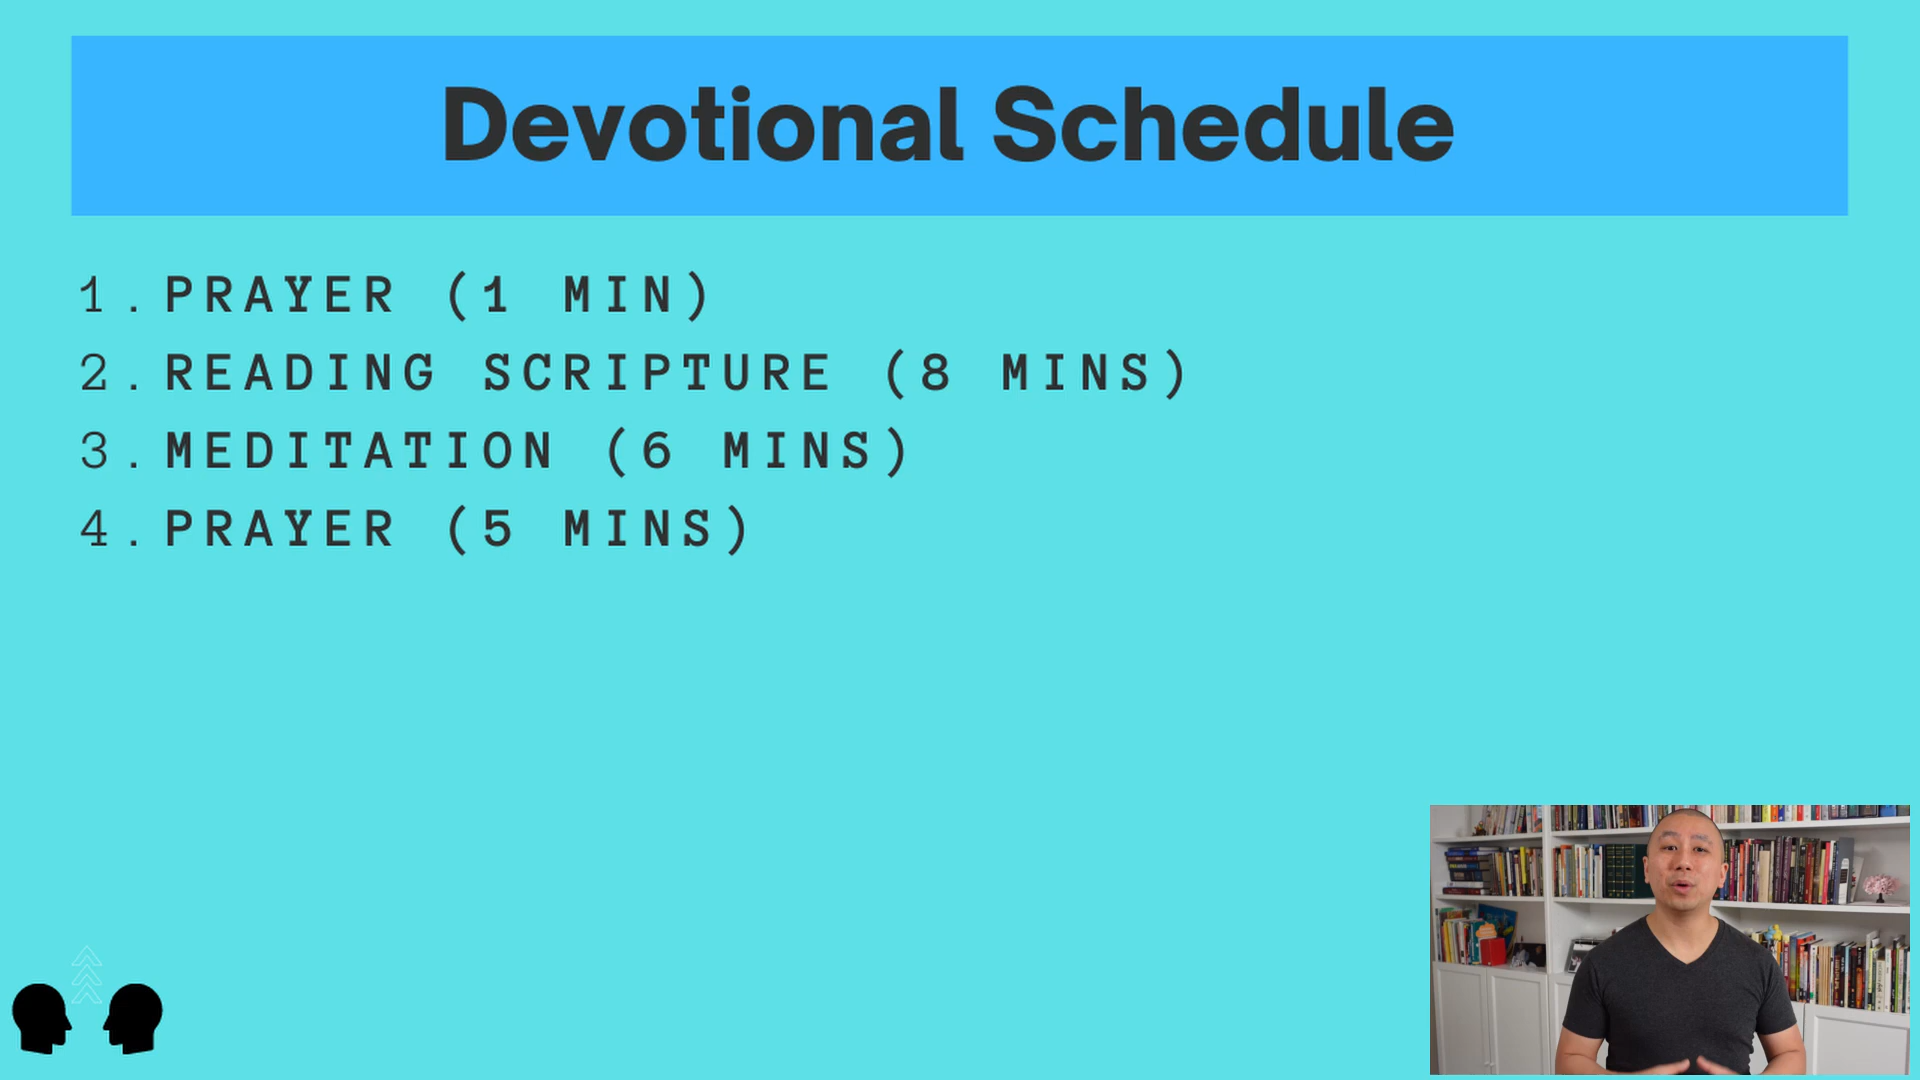 Devotional Schedule
1. PRAYER (1 MIN)
2. READING SCRIPTURE (8 MINS)
3. MEDITATION (6 MINS)
4. PRAYER (5 MINS)